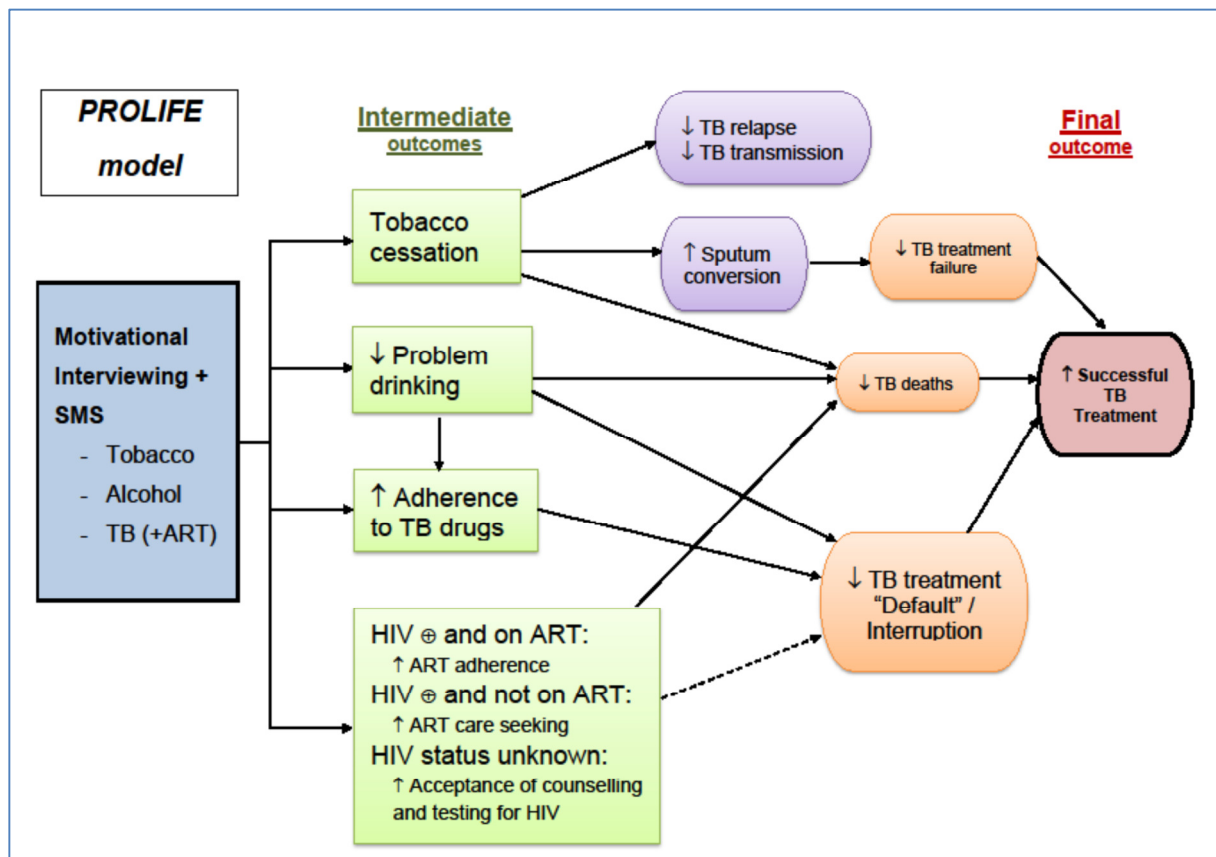 PROLIFE
model
Intermediate
outcomes
Final
outcome
↓ TB relapse
↓ TB transmission
Tobacco
cessation
↑ Sputum
conversion
↓ TB treatment
failure
Motivational
Interviewing +
SMS
- Tobacco
- Alcohol
- TB (+ART)
↓ Problem
drinking
↓ TB deaths
↑ Successful
TB
Treatment
↑ Adherence
to TB drugs
↓ TB treatment
“Default” /
Interruption
HIV ⊕ and on ART:
↑ ART adherence
HIV ⊕ and not on ART:
↑ ART care seeking
HIV status unknown:
↑ Acceptance of counselling
and testing for HIV